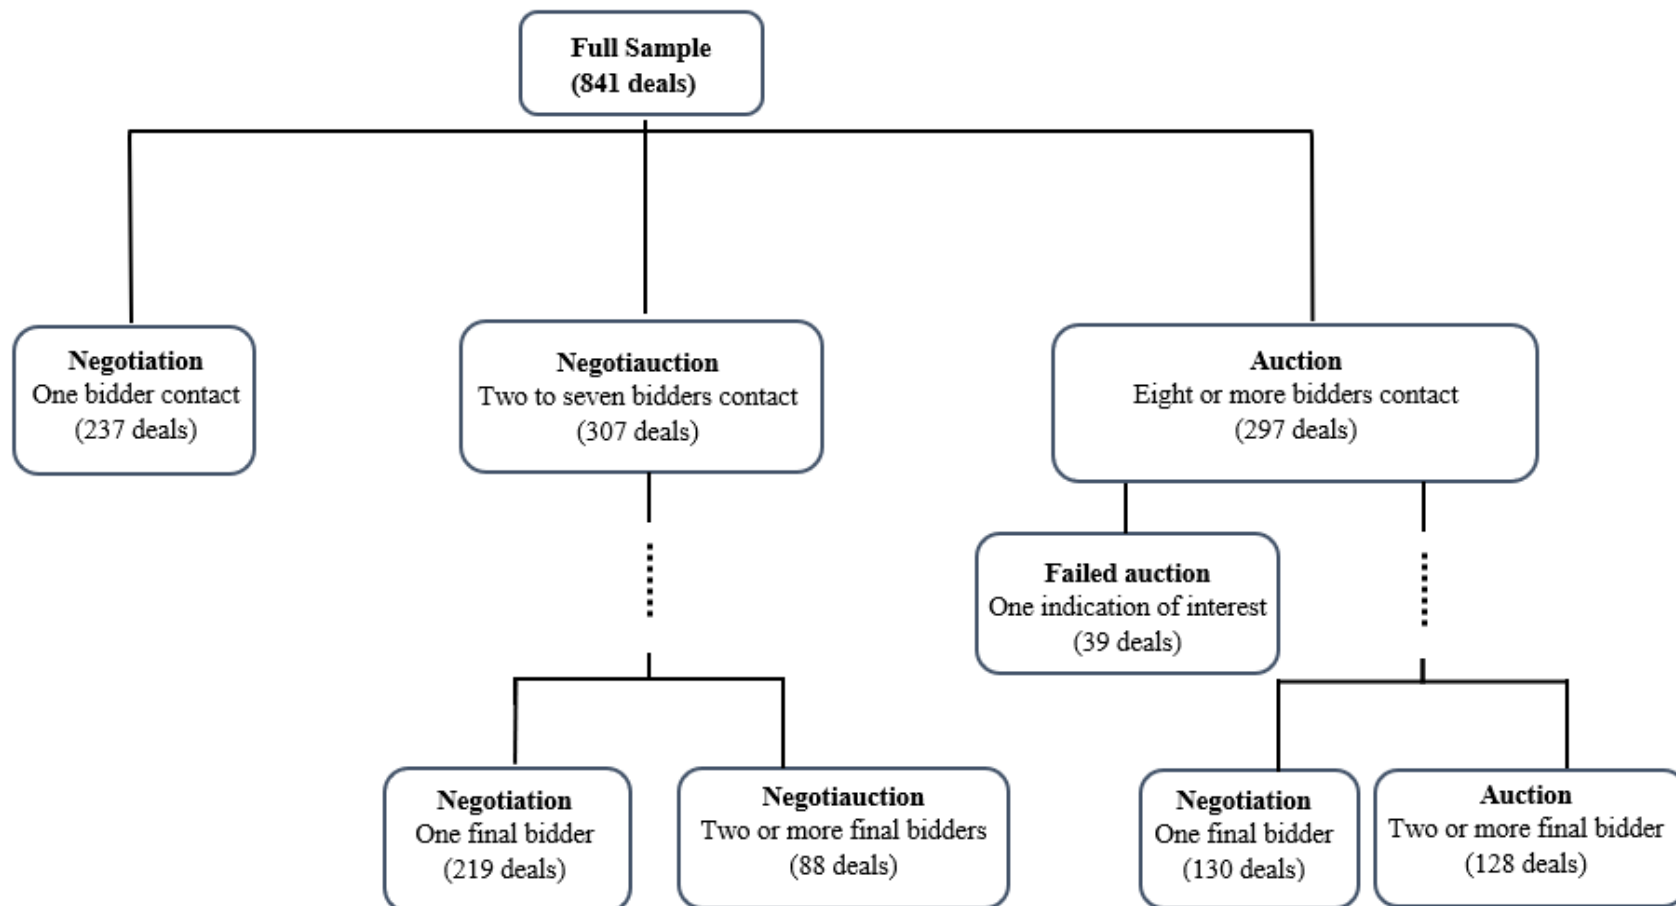 Full Sample
(841 deals)
Negotiation
One bidder contact
(237 deals)
Negotiauction
Two to seven bidders contact
(307 deals)
Auction
Eight or more bidders contact
(297 deals)
Failed auction
One indication of interest
(39 deals)
Negotiation
One final bidder
(219 deals)
Negotiauction
Two or more final bidders
(88 deals)
Negotiation
One final bidder
(130 deals)
Auction
Two or more final bidder
(128 deals)